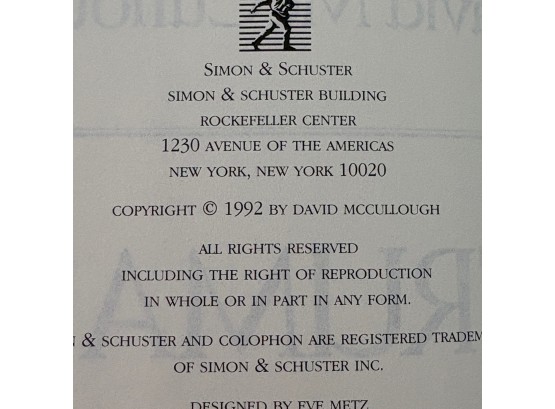 SIMON & SCHUSTER
SIMON & SCHUSTER BUILDING
ROCKEFELLER CENTER
1230 AVENUE OF THE AMERICAS
NEW YORK, NEW YORK 10020
COPYRIGHT © 1992 BY DAVID MCCULLOUGH
ALL RIGHTS RESERVED
INCLUDING THE RIGHT OF REPRODUCTION
IN WHOLE OR IN PART IN ANY FORM.
& SCHUSTER AND COLOPHON ARE REGISTERED
OF SIMON & SCHUSTER INC.
DESIGNED BY EVE METZ